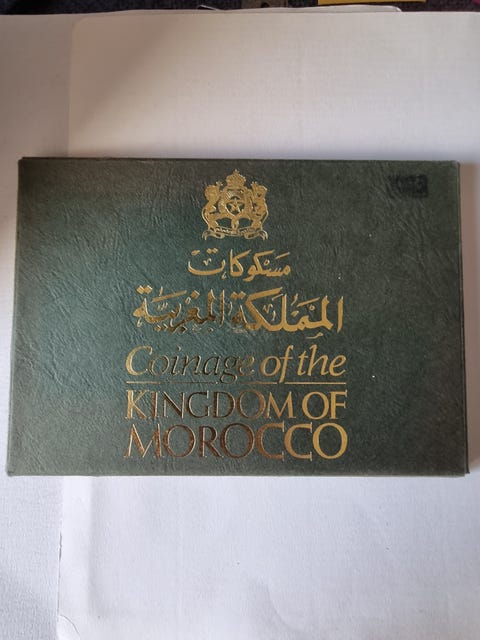 مسكوكات
المملكة المغربية
Coinage of the
KINGDOM OF
MOROCCO